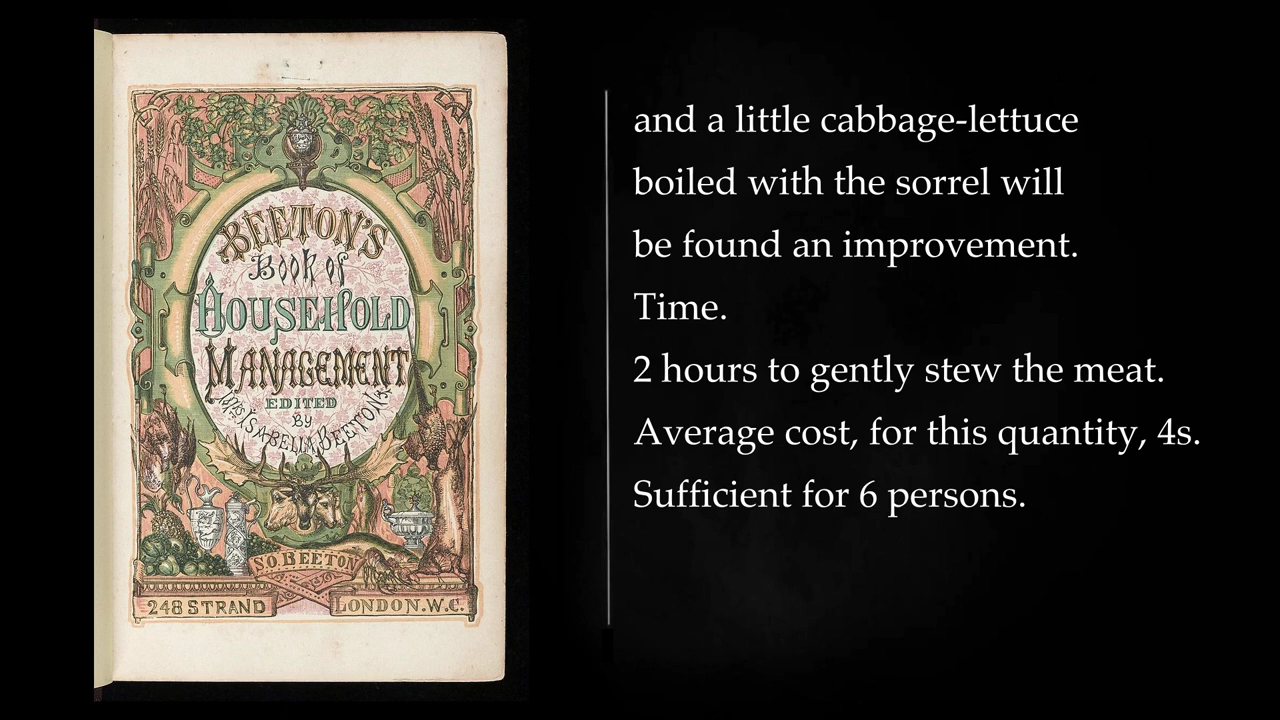 BEETON'S
Book of
HOUSEHOLD
MANAGEMENT
EDITED
BY
MRS ISABELLA BEETON.
S.O. BEETON
248 STRAND
LONDON. W.C.
and a little cabbage-lettuce
boiled with the sorrel will
be found an improvement.
Time.
2 hours to gently stew the meat.
Average cost, for this quantity, 4s.
Sufficient for 6 persons.